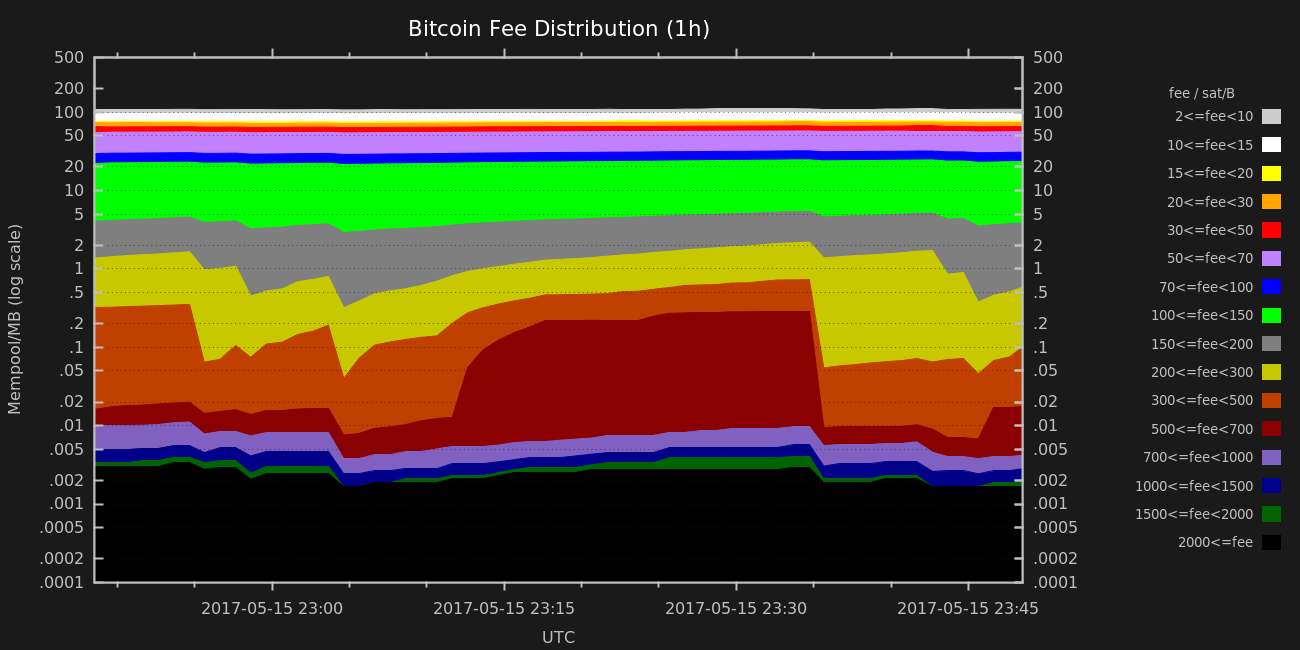 Bitcoin Fee Distribution (1h)
Mempool/MB (log scale)
500
200
100
50
20
10
5
2
1
.5
.2
.1
.05
.02
.01
.005
.002
.001
.0005
.0002
.0001
500
200
100
50
20
10
5
2
1
.5
.2
.1
.05
.02
.01
.005
.002
.001
.0005
.0002
.0001
2017-05-15 23:00 2017-05-15 23:15 2017-05-15 23:30 2017-05-15 23:45
UTC
fee / sat/B
2<=fee<10
10<=fee<15
15<=fee<20
20<=fee<30
30<=fee<50
50<=fee<70
70<=fee<100
100<=fee<150
150<=fee<200
200<=fee<300
300<=fee<500
500<=fee<700
700<=fee<1000
1000<=fee<1500
1500<=fee<2000
2000<=fee